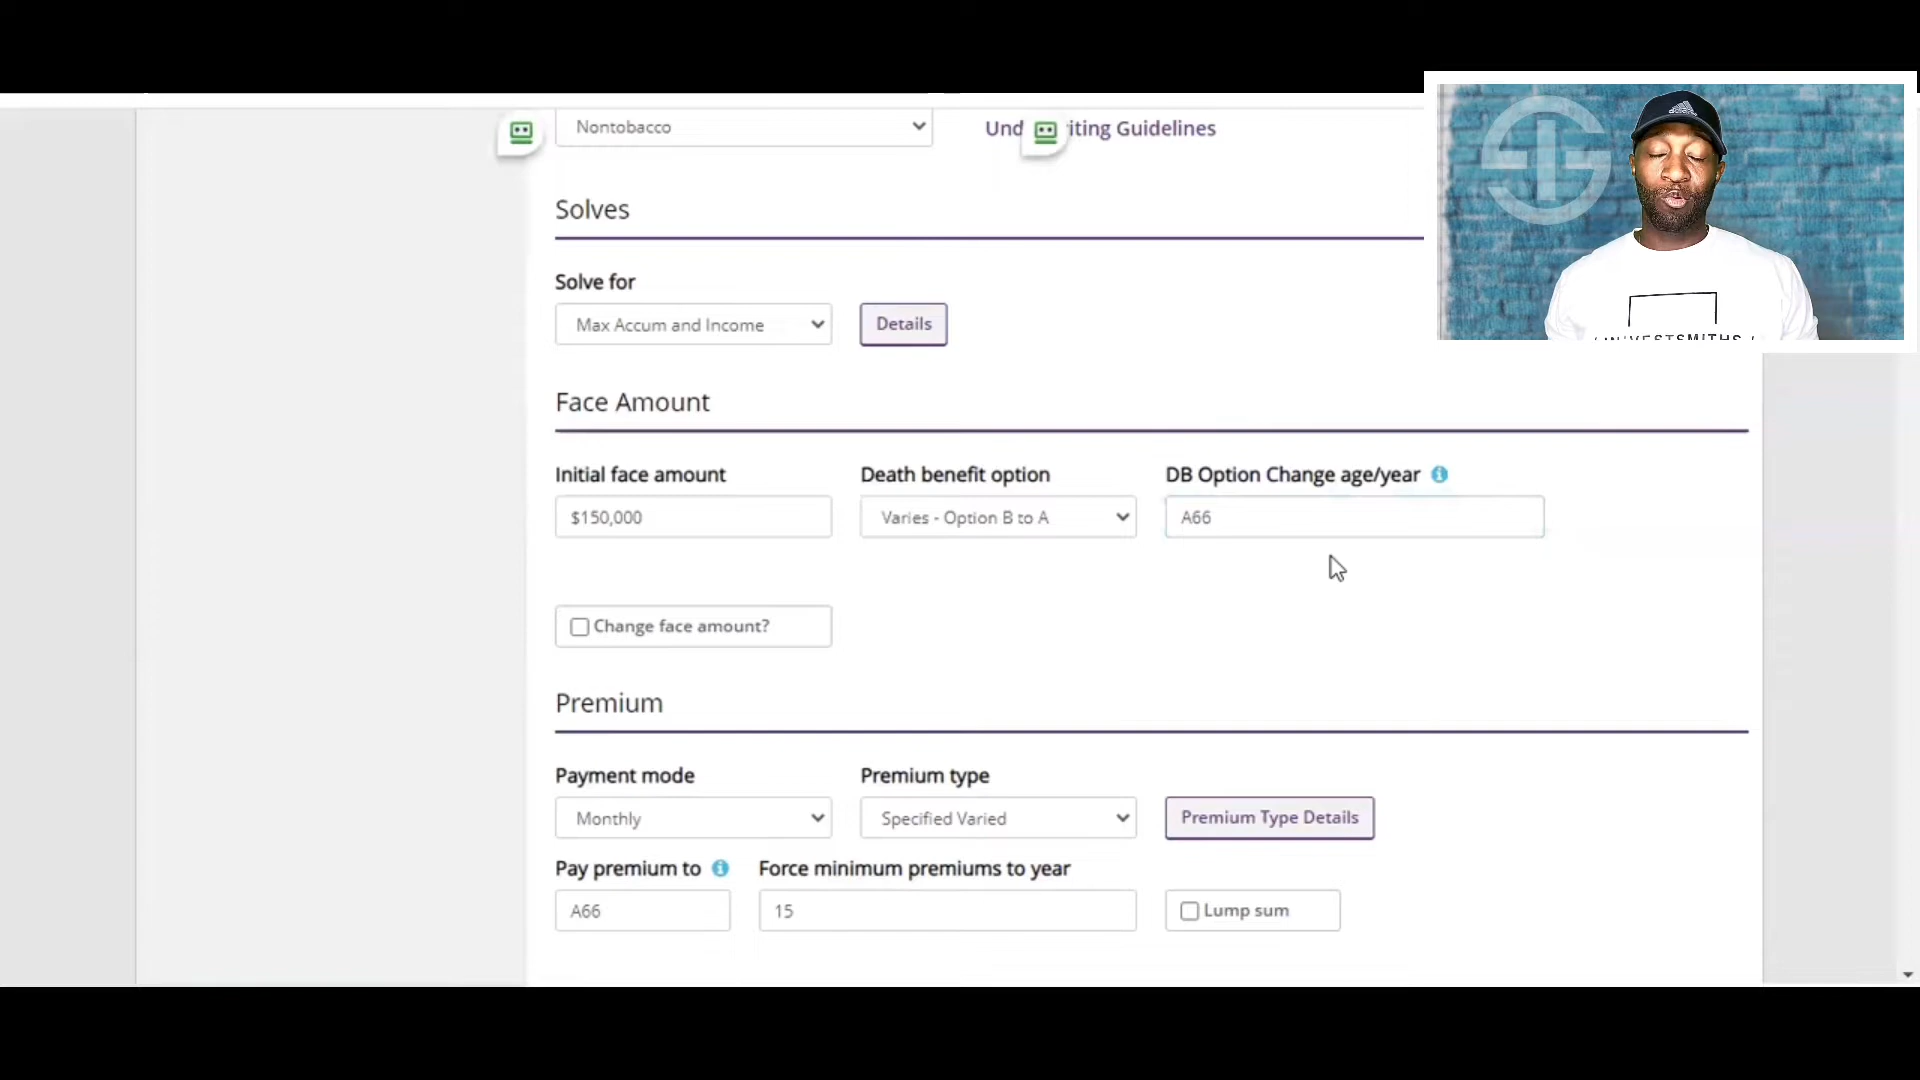 Nontobacco
Und iting Guidelines
Solves
Solve for
Max Accum and Income
Details
Face Amount
Initial face amount
Death benefit option
DB Option Change age/year
$150,000
Varies - Option B to A
A66
Change face amount?
Premium
Payment mode
Premium type
Monthly
Specified Varied
Premium Type Details
Pay premium to
Force minimum premiums to year
A66
15
Lump sum